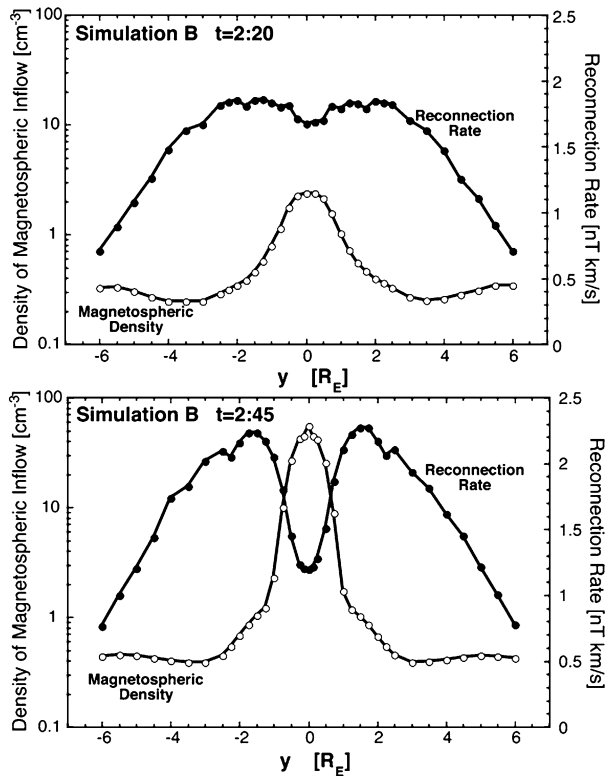 Simulation B t=2:20
Density of Magnetospheric Inflow [cm-3]
100
10
1
0.1
Reconnection
Rate
Magnetospheric
Density
2.5
2
1.5
1
0.5
0
Reconnection Rate [nT km/s]
-6 -4 -2 0 2 4 6
y [RE]
Simulation B t=2:45
Density of Magnetospheric Inflow [cm-3]
100
10
1
0.1
Reconnection
Rate
Magnetospheric
Density
2.5
2
1.5
1
0.5
0
Reconnection Rate [nT km/s]
-6 -4 -2 0 2 4 6
y [RE]